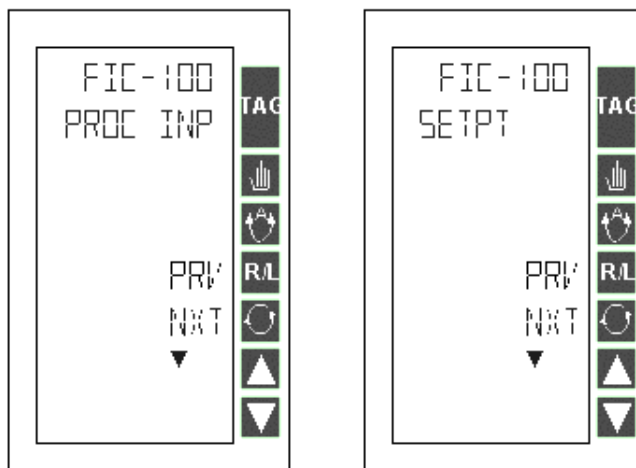 FIC-100
PROC INP
TAG
A
PRV
R/L
NXT
FIC-100
SETPT
TAG
A
PRV
R/L
NXT